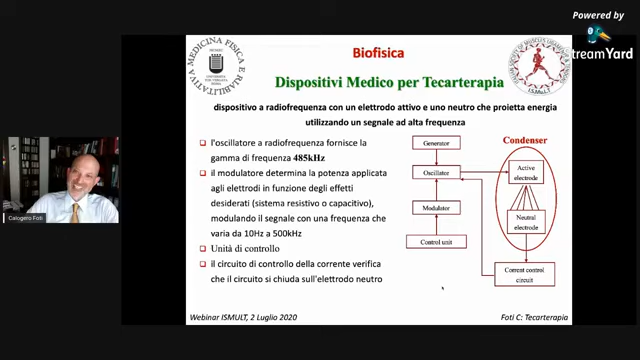 Powered by
StreamYard
Biofisica
Dispositivi Medico per Tecarterapia
dispositivo a radiofrequenza con un elettrodo attivo e uno neutro che proietta energia
utilizzando un segnale ad alta frequenza
l'oscillatore a radiofrequenza fornisce la
gamma di frequenza 485kHz
il modulatore determina la potenza applicata
agli elettrodi in funzione degli effetti
desiderati (sistema resistivo o capacitivo),
modulando il segnale con una frequenza che
varia da 10Hz a 500kHz
Unità di controllo
il circuito di controllo della corrente verifica
che il circuito si chiuda sull'elettrodo neutro
Generator
Oscillator
Modulator
Control unit
Condenser
Active
electrode
Neutral
electrode
Current control
circuit
Calogero Foti
Webinar ISMULT, 2 Luglio 2020
Foti C: Tecarterapia